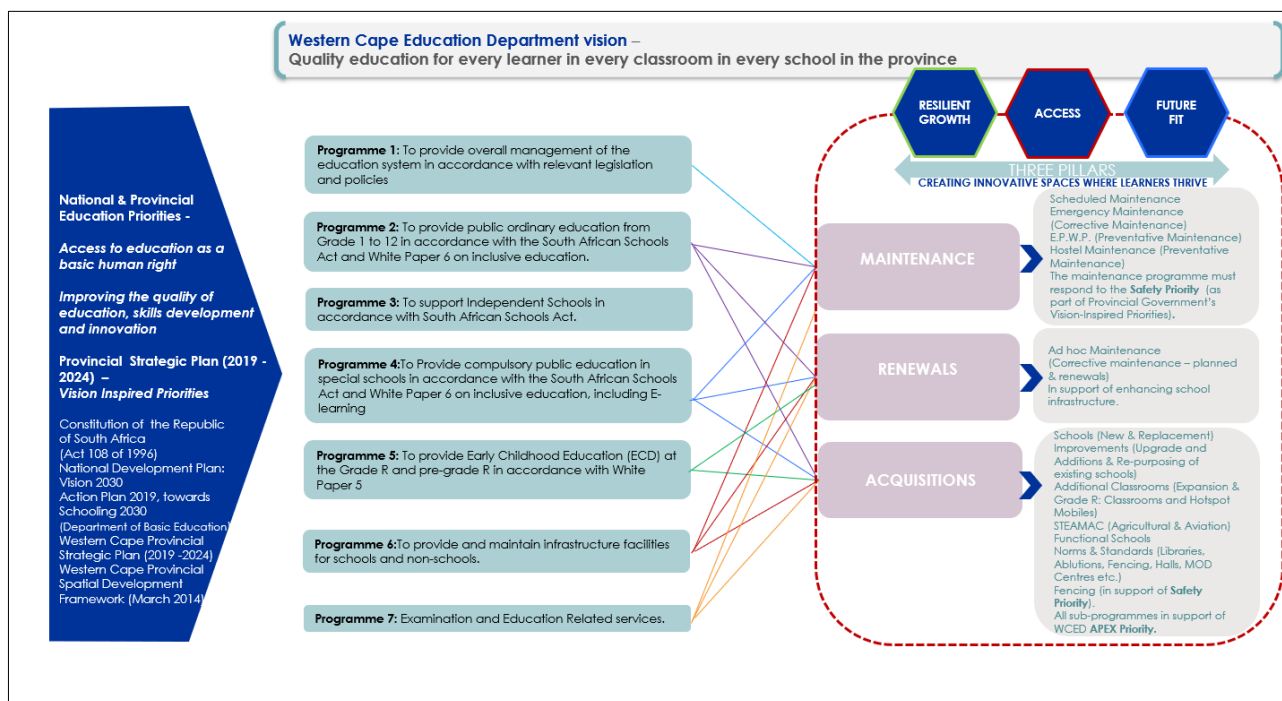 Western Cape Education Department vision –
Quality education for every learner in every classroom in every school in the province
RESILIENT
GROWTH
ACCESS
FUTURE
FIT
THREE PILLARS
CREATING INNOVATIVE SPACES WHERE LEARNERS THRIVE
National & Provincial
Education Priorities -
Access to education as a
basic human right
Improving the quality of
education, skills development
and innovation
Provincial Strategic Plan (2019 -
2024) –
Vision Inspired Priorities
Constitution of the Republic
of South Africa
(Act 108 of 1996)
National Development Plan:
Vision 2030
Action Plan 2019, towards
Schooling 2030
(Department of Basic Education)
Western Cape Provincial
Strategic Plan (2019 -2024)
Western Cape Provincial
Spatial Development
Framework (March 2014)
Programme 1: To provide overall management of the
education system in accordance with relevant legislation
and policies
Programme 2: To provide public ordinary education from
Grade 1 to 12 in accordance with the South African Schools
Act and White Paper 6 on inclusive education.
Programme 3: To support Independent Schools in
accordance with South African Schools Act.
Programme 4:To Provide compulsory public education in
special schools in accordance with the South African Schools
Act and White Paper 6 on inclusive education, including E-
learning
Programme 5: To provide Early Childhood Education (ECD) at
the Grade R and pre-grade R in accordance with White
Paper 5
Programme 6:To provide and maintain infrastructure facilities
for schools and non-schools.
Programme 7: Examination and Education Related services.
MAINTENANCE
Scheduled Maintenance
Emergency Maintenance
(Corrective Maintenance)
E.P.W.P. (Preventative Maintenance)
Hostel Maintenance (Preventative
Maintenance)
The maintenance programme must
respond to the Safety Priority (as
part of Provincial Government's
Vision-Inspired Priorities).
RENEWALS
Ad hoc Maintenance
(Corrective maintenance – planned
& renewals)
In support of enhancing school
infrastructure.
ACQUISITIONS
Schools (New & Replacement)
Improvements (Upgrade and
Additions & Re-purposing of
existing schools)
Additional Classrooms (Expansion &
Grade R: Classrooms and Hotspot
Mobiles)
STEAMAC (Agricultural & Aviation)
Functional Schools
Norms & Standards (Libraries,
Ablutions, Fencing, Halls, MOD
Centres etc.)
Fencing (in support of Safety
Priority).
All sub-programmes in support of
WCED APEX Priority.